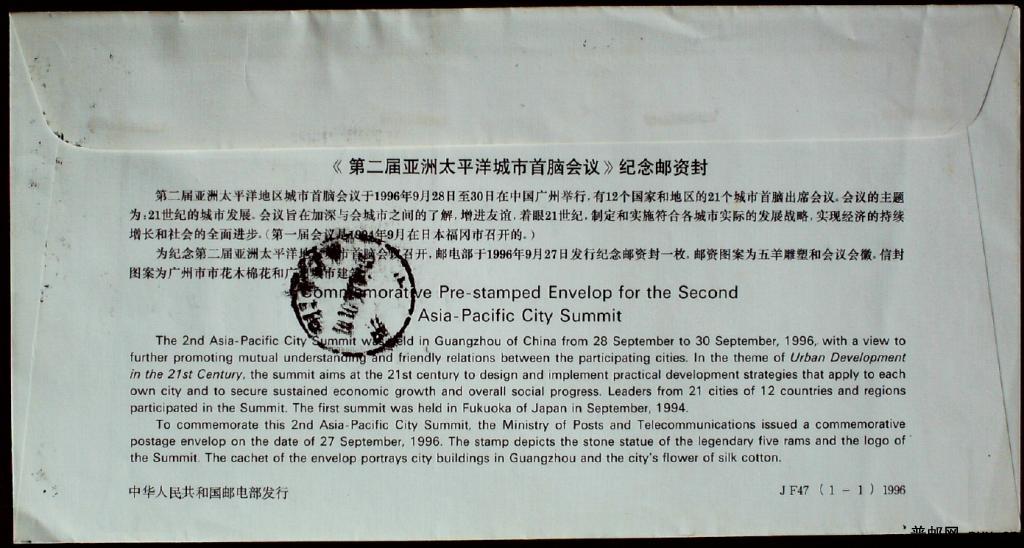 《第二届亚洲太平洋城市首脑会议》纪念邮资封
第二届亚洲太平洋地区城市首脑会议于1996年9月28日至30日在中国广州举行,有12个国家和地区的21个城市首脑出席会议。会议的主题
为:21世纪的城市发展。会议旨在加深与会城市之间的了解,增进友谊,着眼21世纪,制定和实施符合各城市实际的发展战略,实现经济的持续
增长和社会的全面进步。(第一届会议是1994年9月在日本福冈市召开的。)
为纪念第二届亚洲太平洋地区城市首脑会议召开,邮电部于1996年9月27日发行纪念邮资封一枚。邮资图案为五羊雕塑和会议会徽。信封
图案为广州市市花木棉花和广州城市建筑。
Commemorative Pre-stamped Envelop for the Second
Asia-Pacific City Summit
The 2nd Asia-Pacific City Summit was held in Guangzhou of China from 28 September to 30 September, 1996, with a view to
further promoting mutual understanding and friendly relations between the participating cities. In the theme of Urban Development
in the 21st Century, the summit aims at the 21st century to design and implement practical development strategies that apply to each
own city and to secure sustained economic growth and overall social progress. Leaders from 21 cities of 12 countries and regions
participated in the Summit. The first summit was held in Fukuoka of Japan in September, 1994.
To commemorate this 2nd Asia-Pacific City Summit, the Ministry of Posts and Telecommunications issued a commemorative
postage envelop on the date of 27 September, 1996. The stamp depicts the stone statue of the legendary five rams and the logo of
the Summit. The cachet of the envelop portrays city buildings in Guangzhou and the city's flower of silk cotton.
中华人民共和国邮电部发行
JF47 (1-1) 1996
普邮网